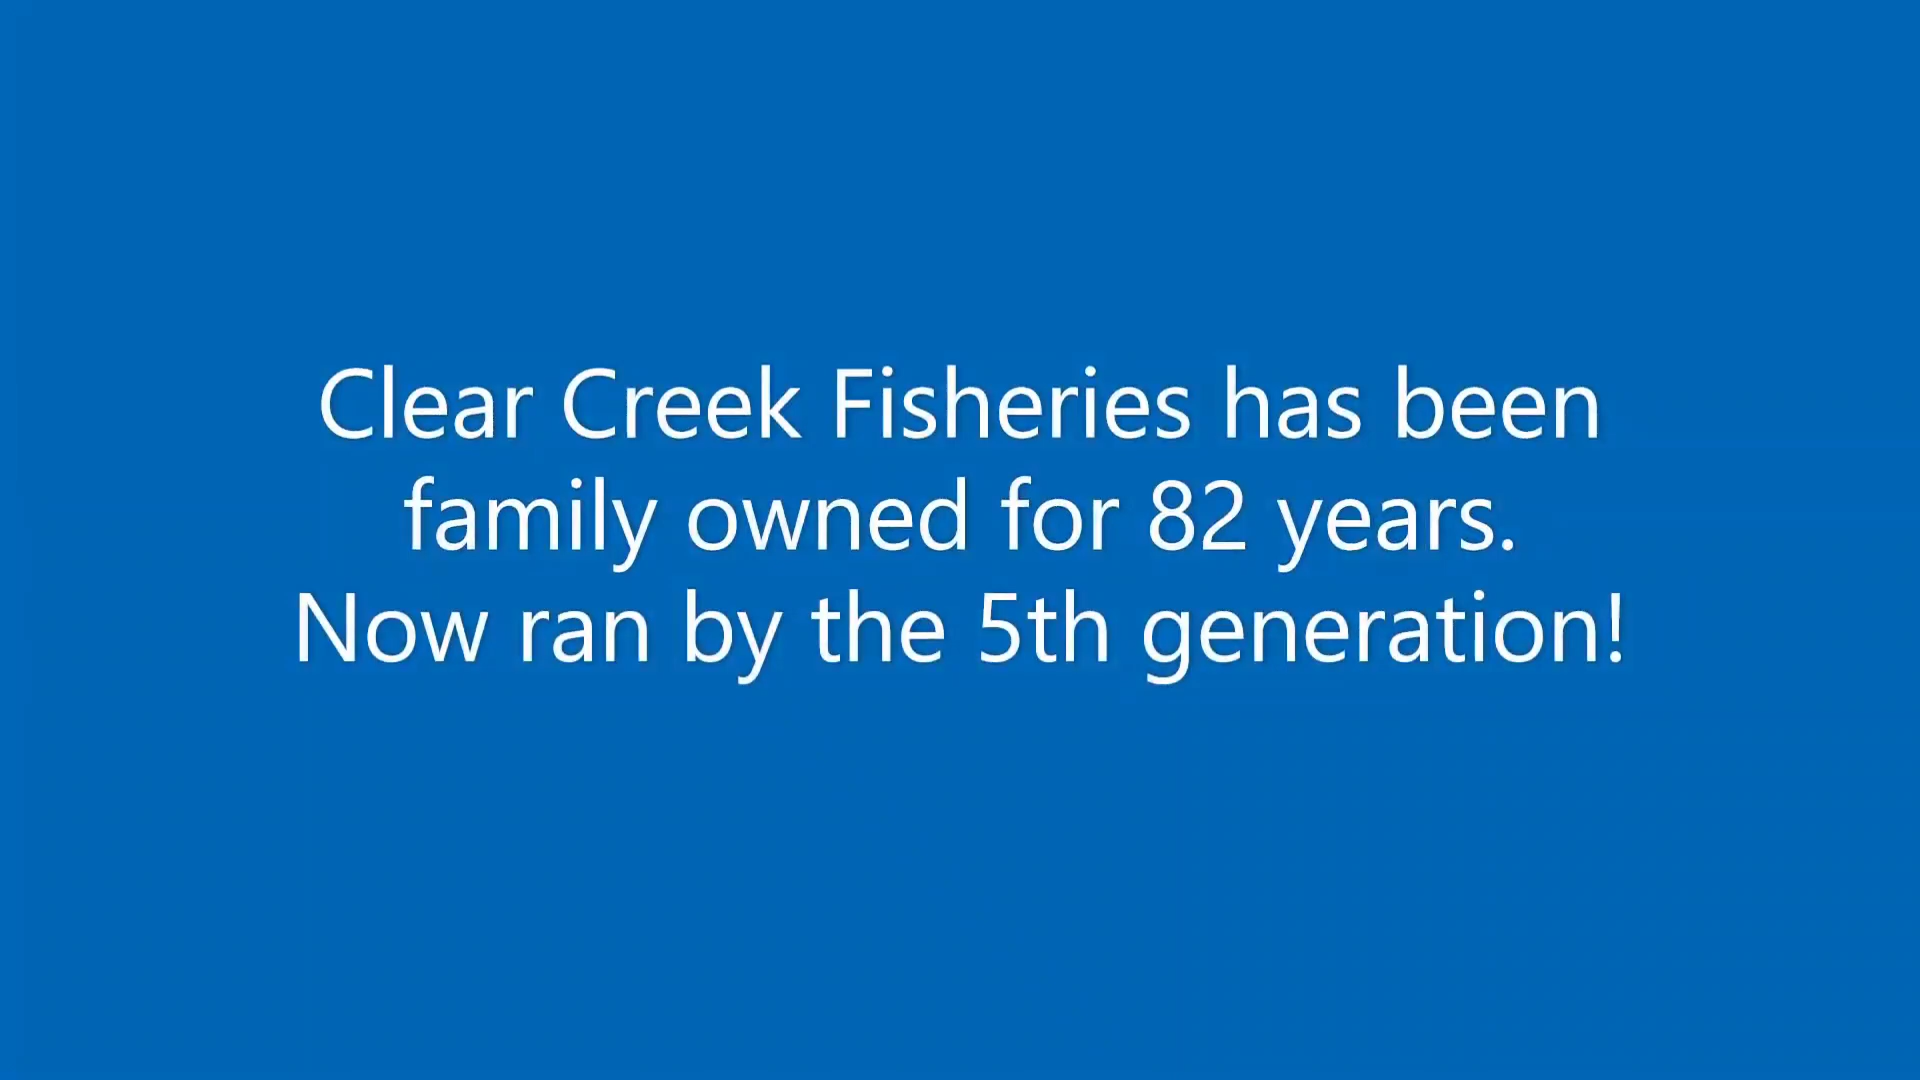 Clear Creek Fisheries has been
family owned for 82 years.
Now ran by the 5th generation!